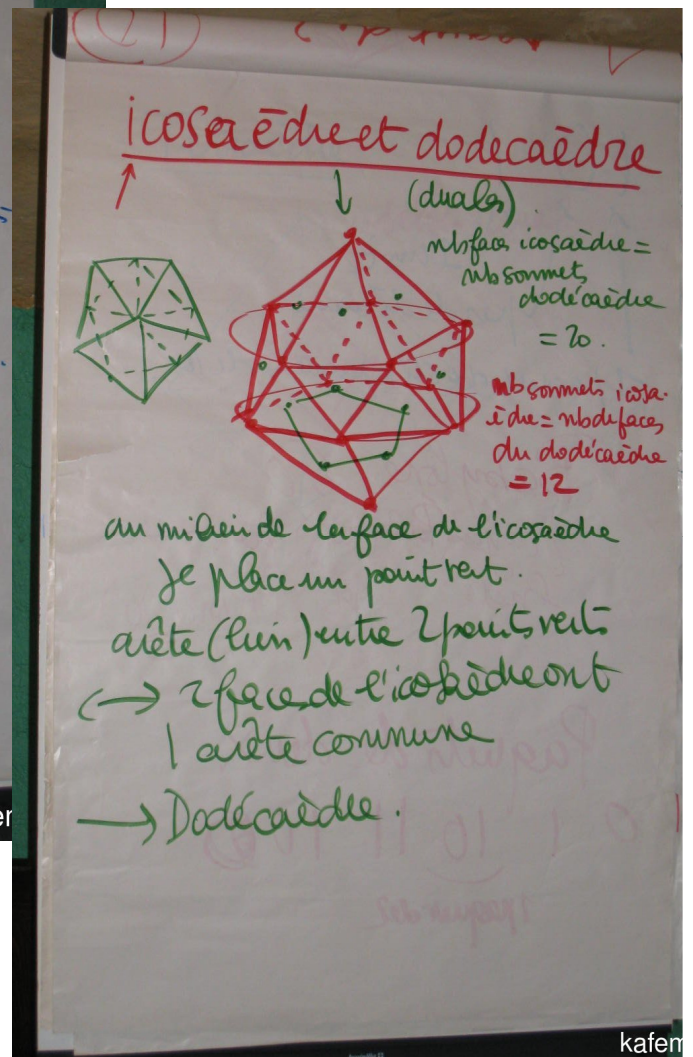 icosaēdre et dodecaēdre
(duales).
nb faces icosaèdre =
nb sommets
dodécaèdre
= 20.
nb sommets icosa-
èdre = nb de faces
du dodécaèdre
= 12
au milieu de la face de l'icosaèdre
je place un point vert.
arête (lien) entre 2 points verts
↔ 2 faces de l'icosaèdre ont
1 arête commune
→ Dodécaèdre.
kafem